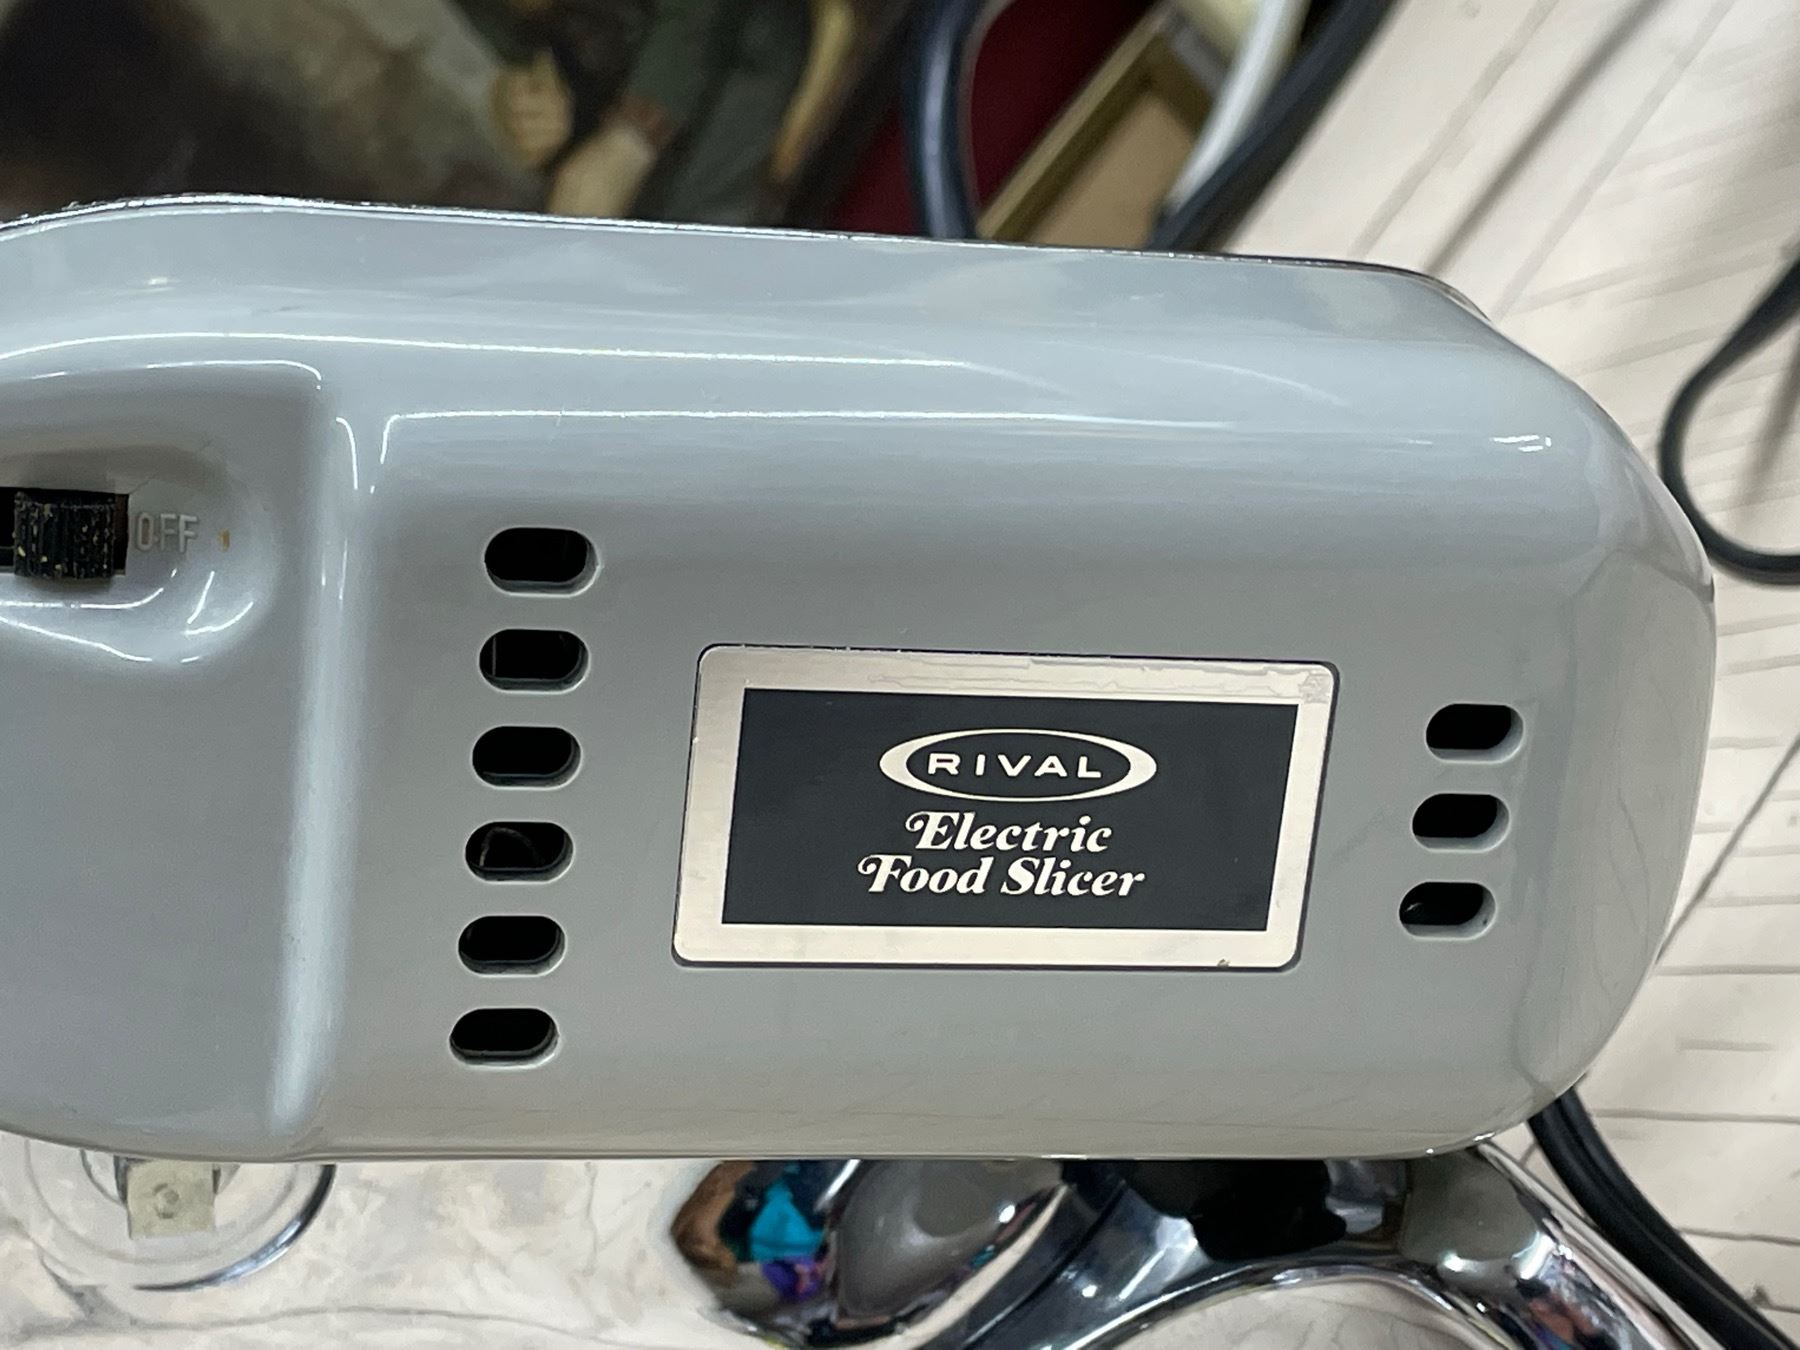 OFF
RIVAL
Electric
Food Slicer